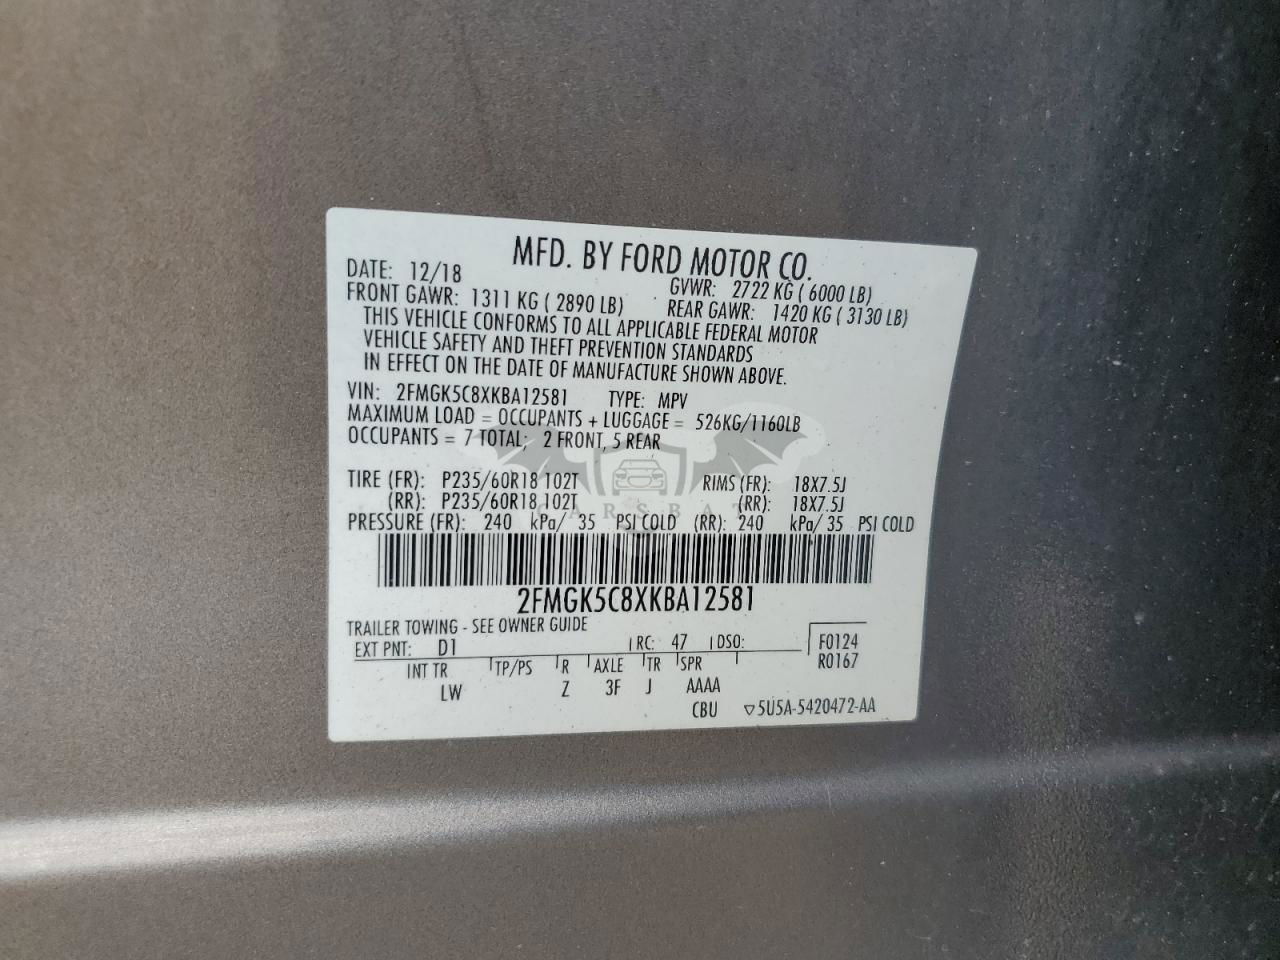 MFD. BY FORD MOTOR CO.
DATE: 12/18 GVWR: 2722 KG ( 6000 LB)
FRONT GAWR: 1311 KG ( 2890 LB) REAR GAWR: 1420 KG ( 3130 LB)
THIS VEHICLE CONFORMS TO ALL APPLICABLE FEDERAL MOTOR
VEHICLE SAFETY AND THEFT PREVENTION STANDARDS
IN EFFECT ON THE DATE OF MANUFACTURE SHOWN ABOVE.
VIN: 2FMGK5C8XKBA12581 TYPE: MPV
MAXIMUM LOAD = OCCUPANTS + LUGGAGE = 526KG/1160LB
OCCUPANTS = 7 TOTAL; 2 FRONT, 5 REAR
TIRE (FR): P235/60R18 102T RIMS (FR): 18X7.5J
(RR): P235/60R18 102T (RR): 18X7.5J
CARSBAT
PRESSURE (FR): 240 kPa/ 35 PSI COLD (RR): 240 kPa/ 35 PSI COLD
2FMGK5C8XKBA12581
TRAILER TOWING - SEE OWNER GUIDE
EXT PNT: D1 RC: 47 DSO: F0124
INT TR TP/PS R AXLE TR SPR R0167
LW Z 3F J AAAA
CBU ▽5U5A-5420472-AA